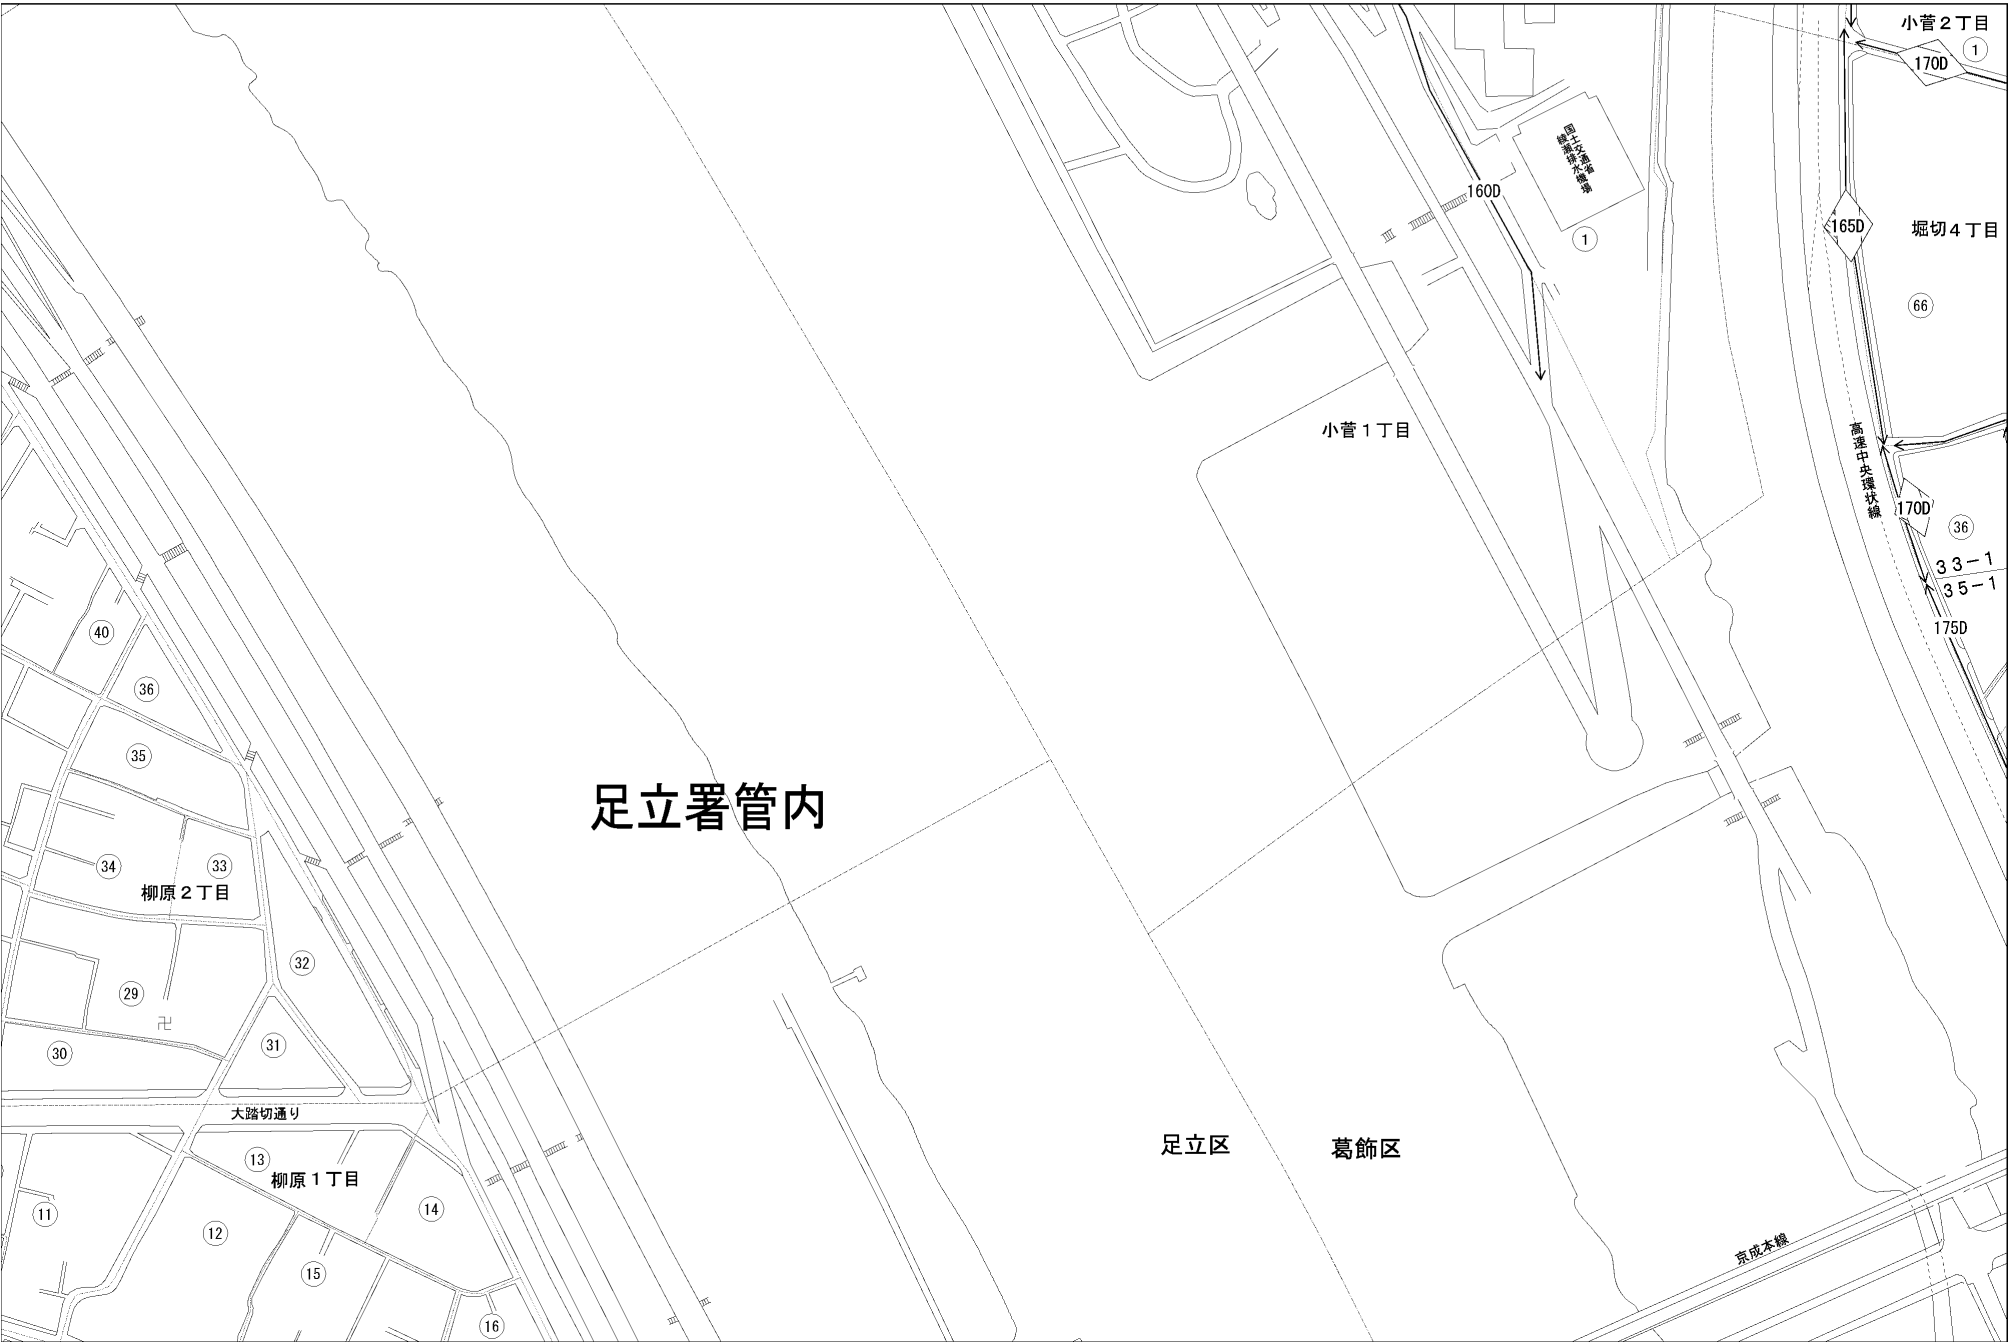 小菅２丁目
1
170D
国土交通省
綾瀬排水機場
160D
1
165D
堀切４丁目
66
小菅１丁目
高速中央環状線
170D
36
３３－１
３５－１
175D
40
36
35
足立署管内
34
33
柳原２丁目
32
29
卍
31
30
大踏切通り
足立区
葛飾区
13
柳原１丁目
14
11
12
京成本線
15
16